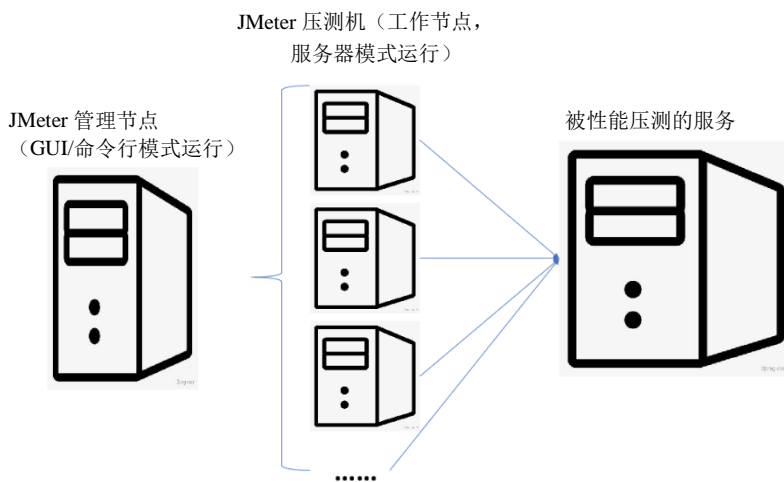 JMeter 压测机（工作节点，
服务器模式运行）
JMeter 管理节点
（GUI/命令行模式运行）
被性能压测的服务
......